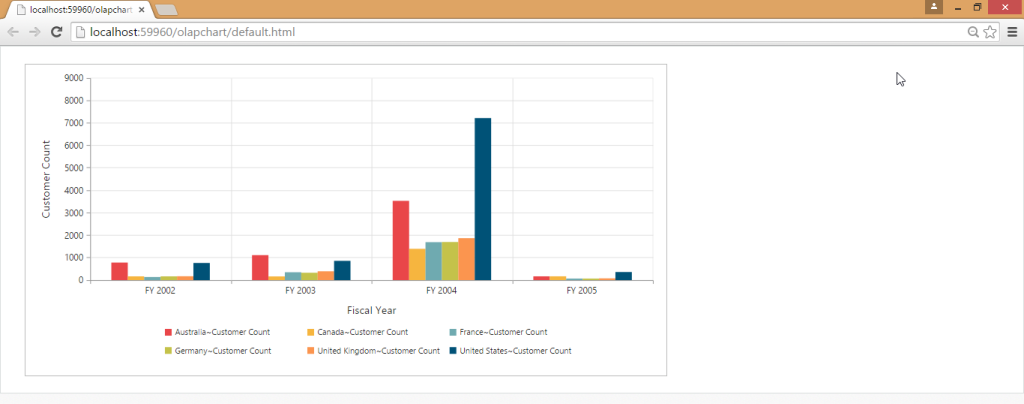 localhost:59960/olapchart/
localhost:59960/olapchart/default.html
9000
8000
7000
6000
5000
4000
3000
2000
1000
0
Customer Count
FY 2002 FY 2003 FY 2004 FY 2005
Fiscal Year
Australia~Customer Count Canada~Customer Count France~Customer Count
Germany~Customer Count United Kingdom~Customer Count United States~Customer Count